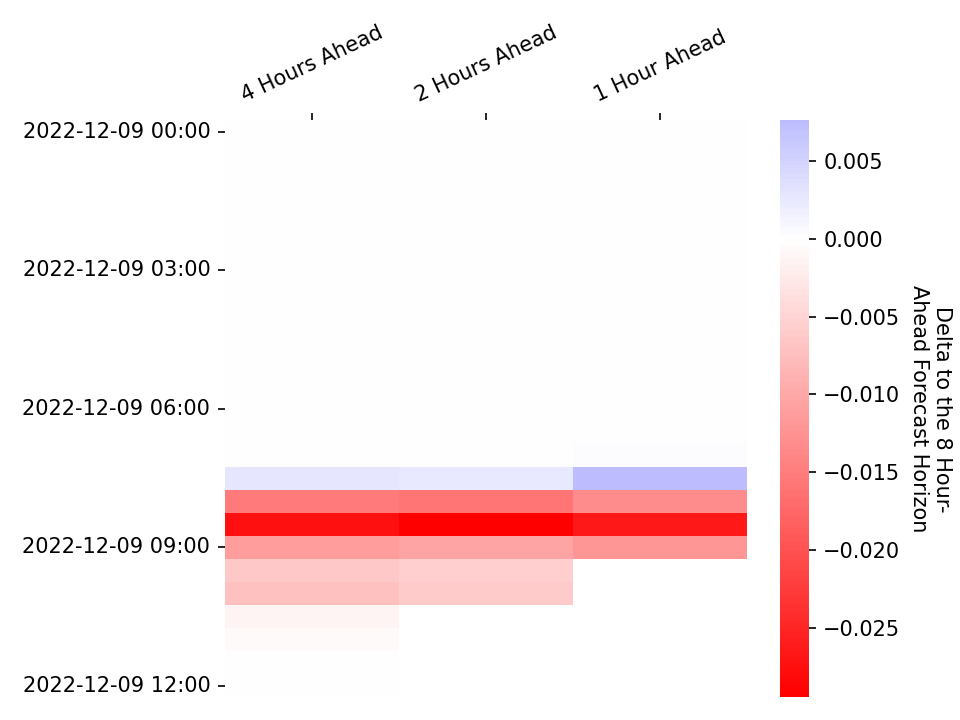 4 Hours Ahead
2 Hours Ahead
1 Hour Ahead
2022-12-09 00:00
2022-12-09 03:00
2022-12-09 06:00
2022-12-09 09:00
2022-12-09 12:00
0.005
0.000
−0.005
−0.010
−0.015
−0.020
−0.025
Delta to the 8 Hour-
Ahead Forecast Horizon